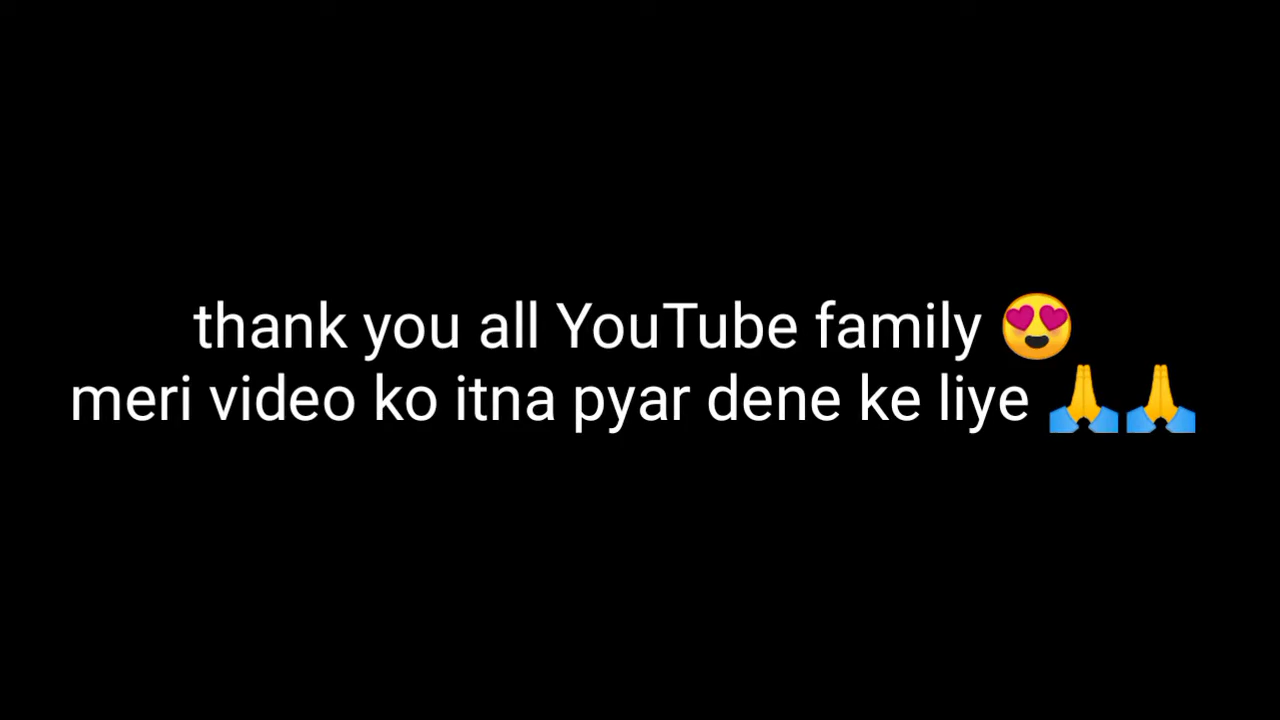 thank you all YouTube family 😍
meri video ko itna pyar dene ke liye 🙏🙏